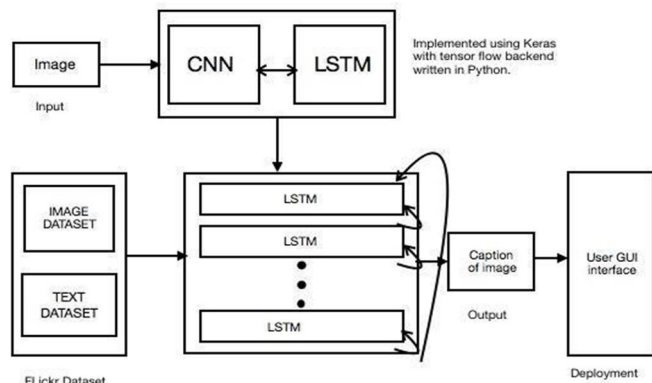 Image
Input
CNN
LSTM
Implemented using Keras
with tensor flow backend
written in Python.
IMAGE
DATASET
TEXT
DATASET
FLickr Dataset
LSTM
LSTM
LSTM
Caption
of image
Output
User GUI
interface
Deployment